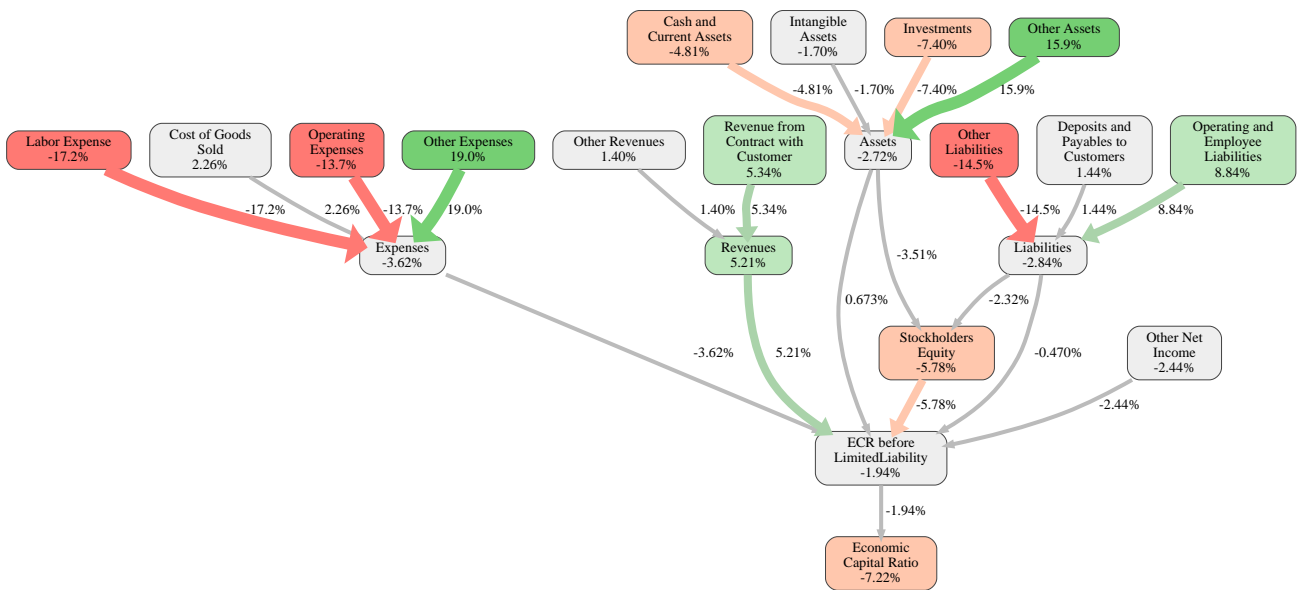 Cash and
Current Assets
-4.81%
Intangible
Assets
-1.70%
Investments
-7.40%
Other Assets
15.9%
-4.81%
-1.70%
-7.40%
15.9%
Labor Expense
-17.2%
Cost of Goods
Sold
2.26%
Operating
Expenses
-13.7%
Other Expenses
19.0%
Other Revenues
1.40%
Revenue from
Contract with
Customer
5.34%
Assets
-2.72%
Other
Liabilities
-14.5%
Deposits and
Payables to
Customers
1.44%
Operating and
Employee
Liabilities
8.84%
-17.2%
2.26%
-13.7%
19.0%
1.40%
5.34%
-14.5%
1.44%
8.84%
Expenses
-3.62%
Revenues
5.21%
-3.51%
Liabilities
-2.84%
0.673%
-2.32%
-3.62%
5.21%
Stockholders
Equity
-5.78%
-0.470%
Other Net
Income
-2.44%
-5.78%
-2.44%
ECR before
LimitedLiability
-1.94%
-1.94%
Economic
Capital Ratio
-7.22%